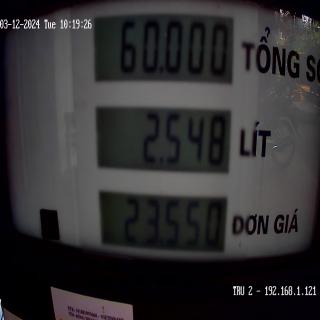 03-12-2024 Tue 10:19:26
60.000 TỔNG SỐ
2.548 LÍT
23.550 ĐƠN GIÁ
TRU 2 - 192.168.1.121